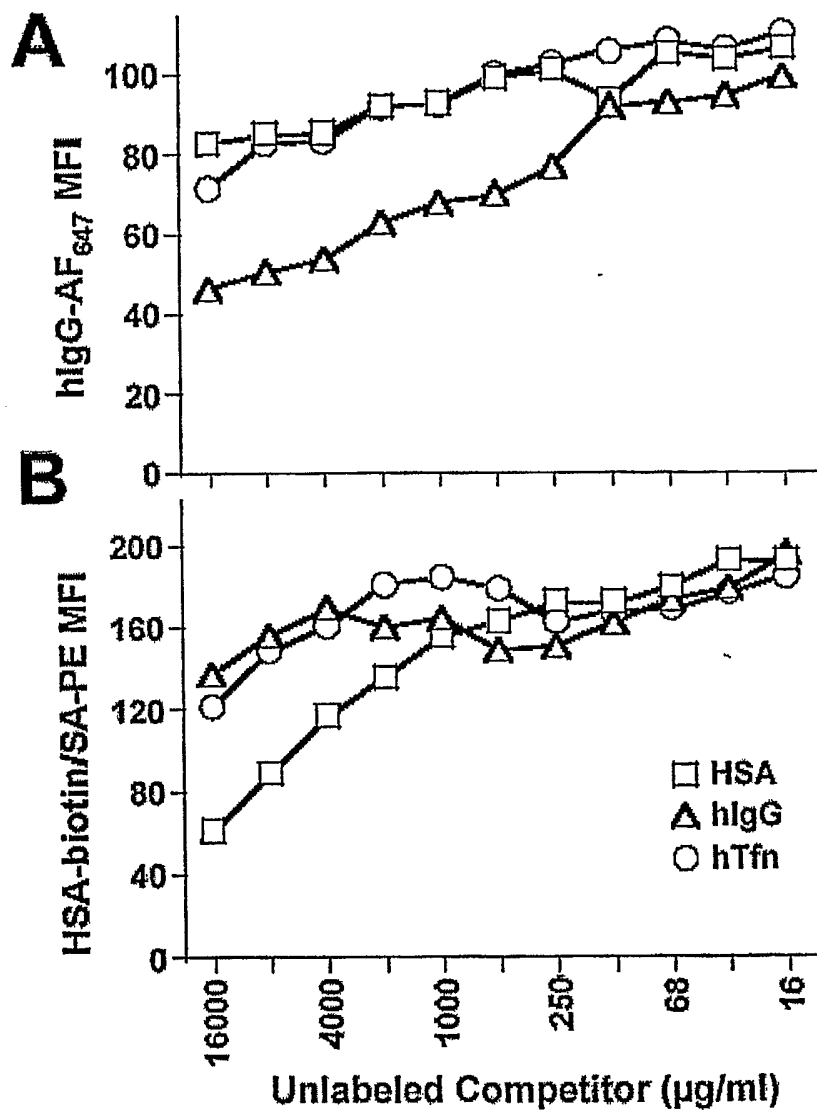 A
hIgG-AF647 MFI
100
80
60
40
20
0
B
HSA-biotin/SA-PE MFI
200
160
120
80
40
0
HSA
hIgG
hTfn
16000
4000
1000
250
68
16
Unlabeled Competitor (µg/ml)